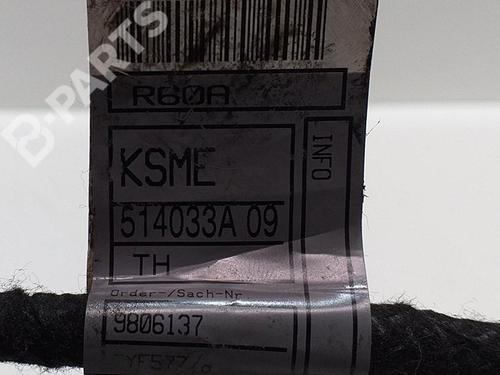 B-PARTS
R60A
KSME
INFO
514033A 09
TH
Order-/Sach-Nr
9806137